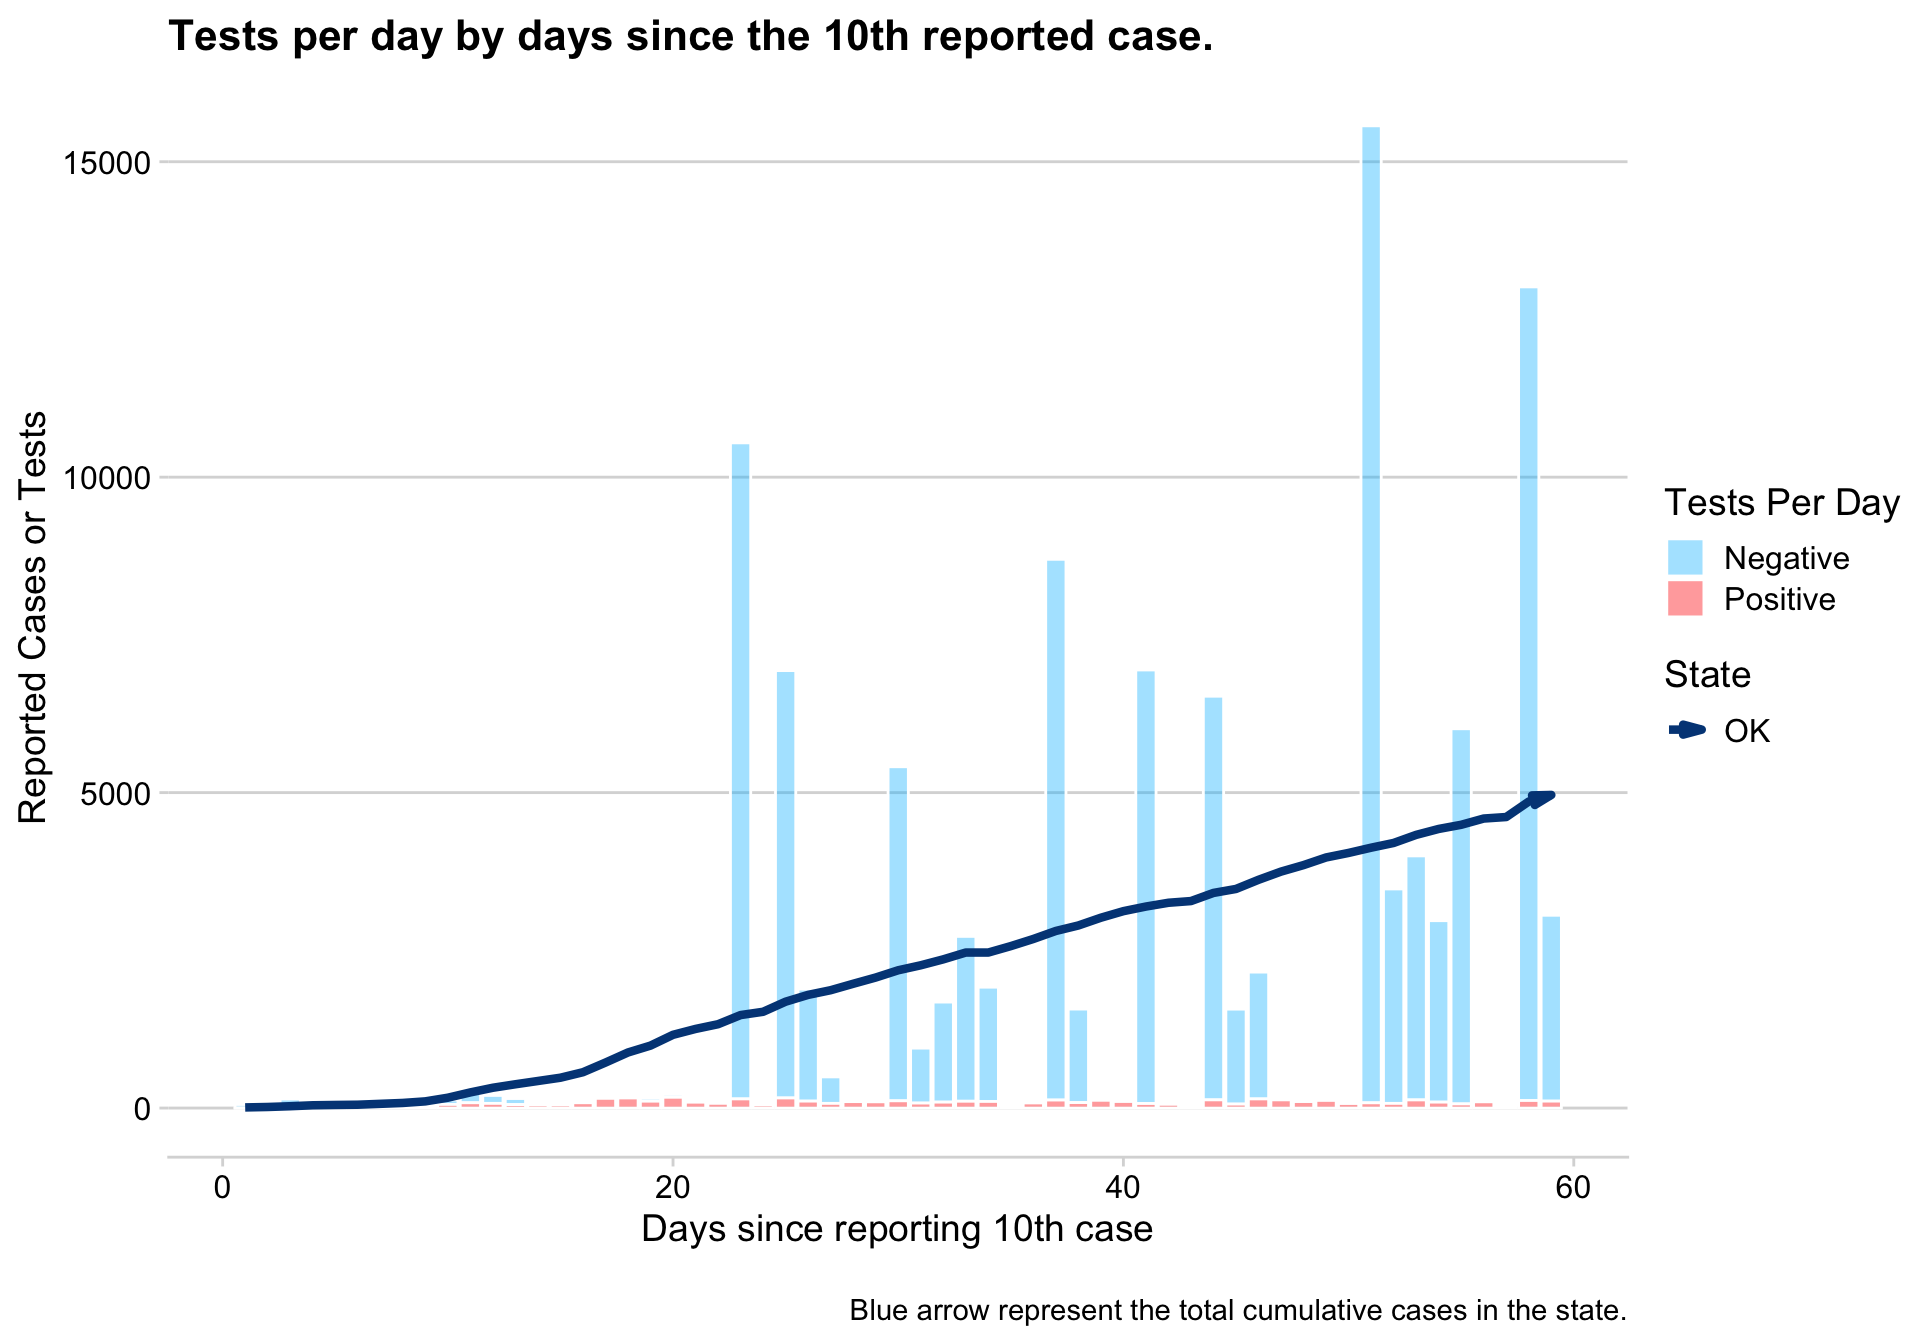 Tests per day by days since the 10th reported case.
15000
10000
5000
0
Reported Cases or Tests
0
20
40
60
Days since reporting 10th case
Tests Per Day
Negative
Positive
State
OK
Blue arrow represent the total cumulative cases in the state.